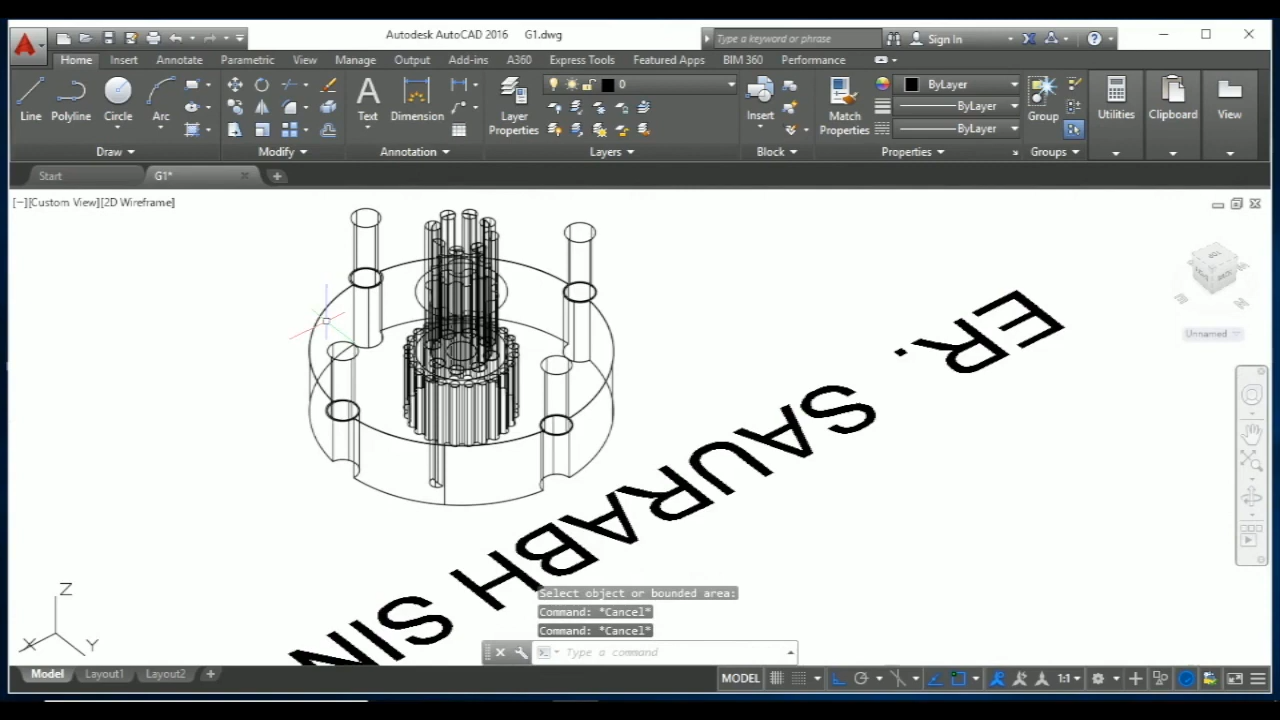 Autodesk AutoCAD 2016 G1.dwg
Type a keyword or phrase
Sign In
Home Insert Annotate Parametric View Manage Output Add-ins A360 Express Tools Featured Apps BIM 360 Performance
Line Polyline Circle Arc
Text Dimension
Layer Properties
0
Insert
Match Properties
ByLayer
ByLayer
ByLayer
Group
Utilities
Clipboard
View
Draw Modify Annotation Layers Block Properties Groups
Start G1*
[−][Custom View][2D Wireframe]
Unnamed
ER. SAURABH SIN
Z
X
Y
Select object or bounded area:
Command: *Cancel*
Command: *Cancel*
Type a command
Model Layout1 Layout2 +
MODEL
1:1